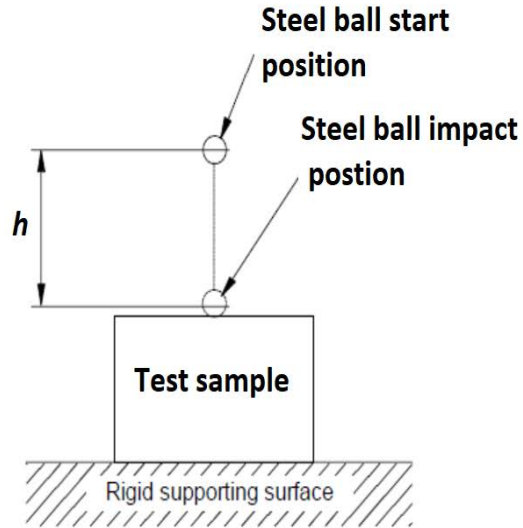 Steel ball start
position
Steel ball impact
postion
h
Test sample
Rigid supporting surface